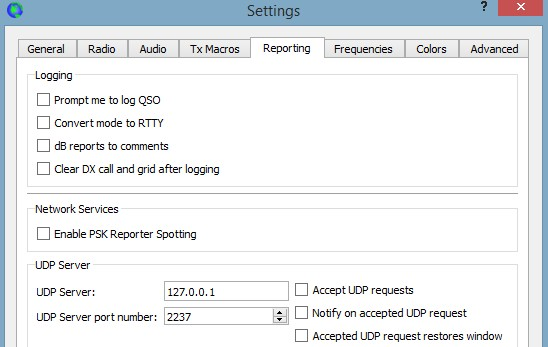 Settings
? ×
General Radio Audio Tx Macros Reporting Frequencies Colors Advanced
Logging
Prompt me to log QSO
Convert mode to RTTY
dB reports to comments
Clear DX call and grid after logging
Network Services
Enable PSK Reporter Spotting
UDP Server
UDP Server: 127.0.0.1 Accept UDP requests
UDP Server port number: 2237 Notify on accepted UDP request
Accepted UDP request restores window